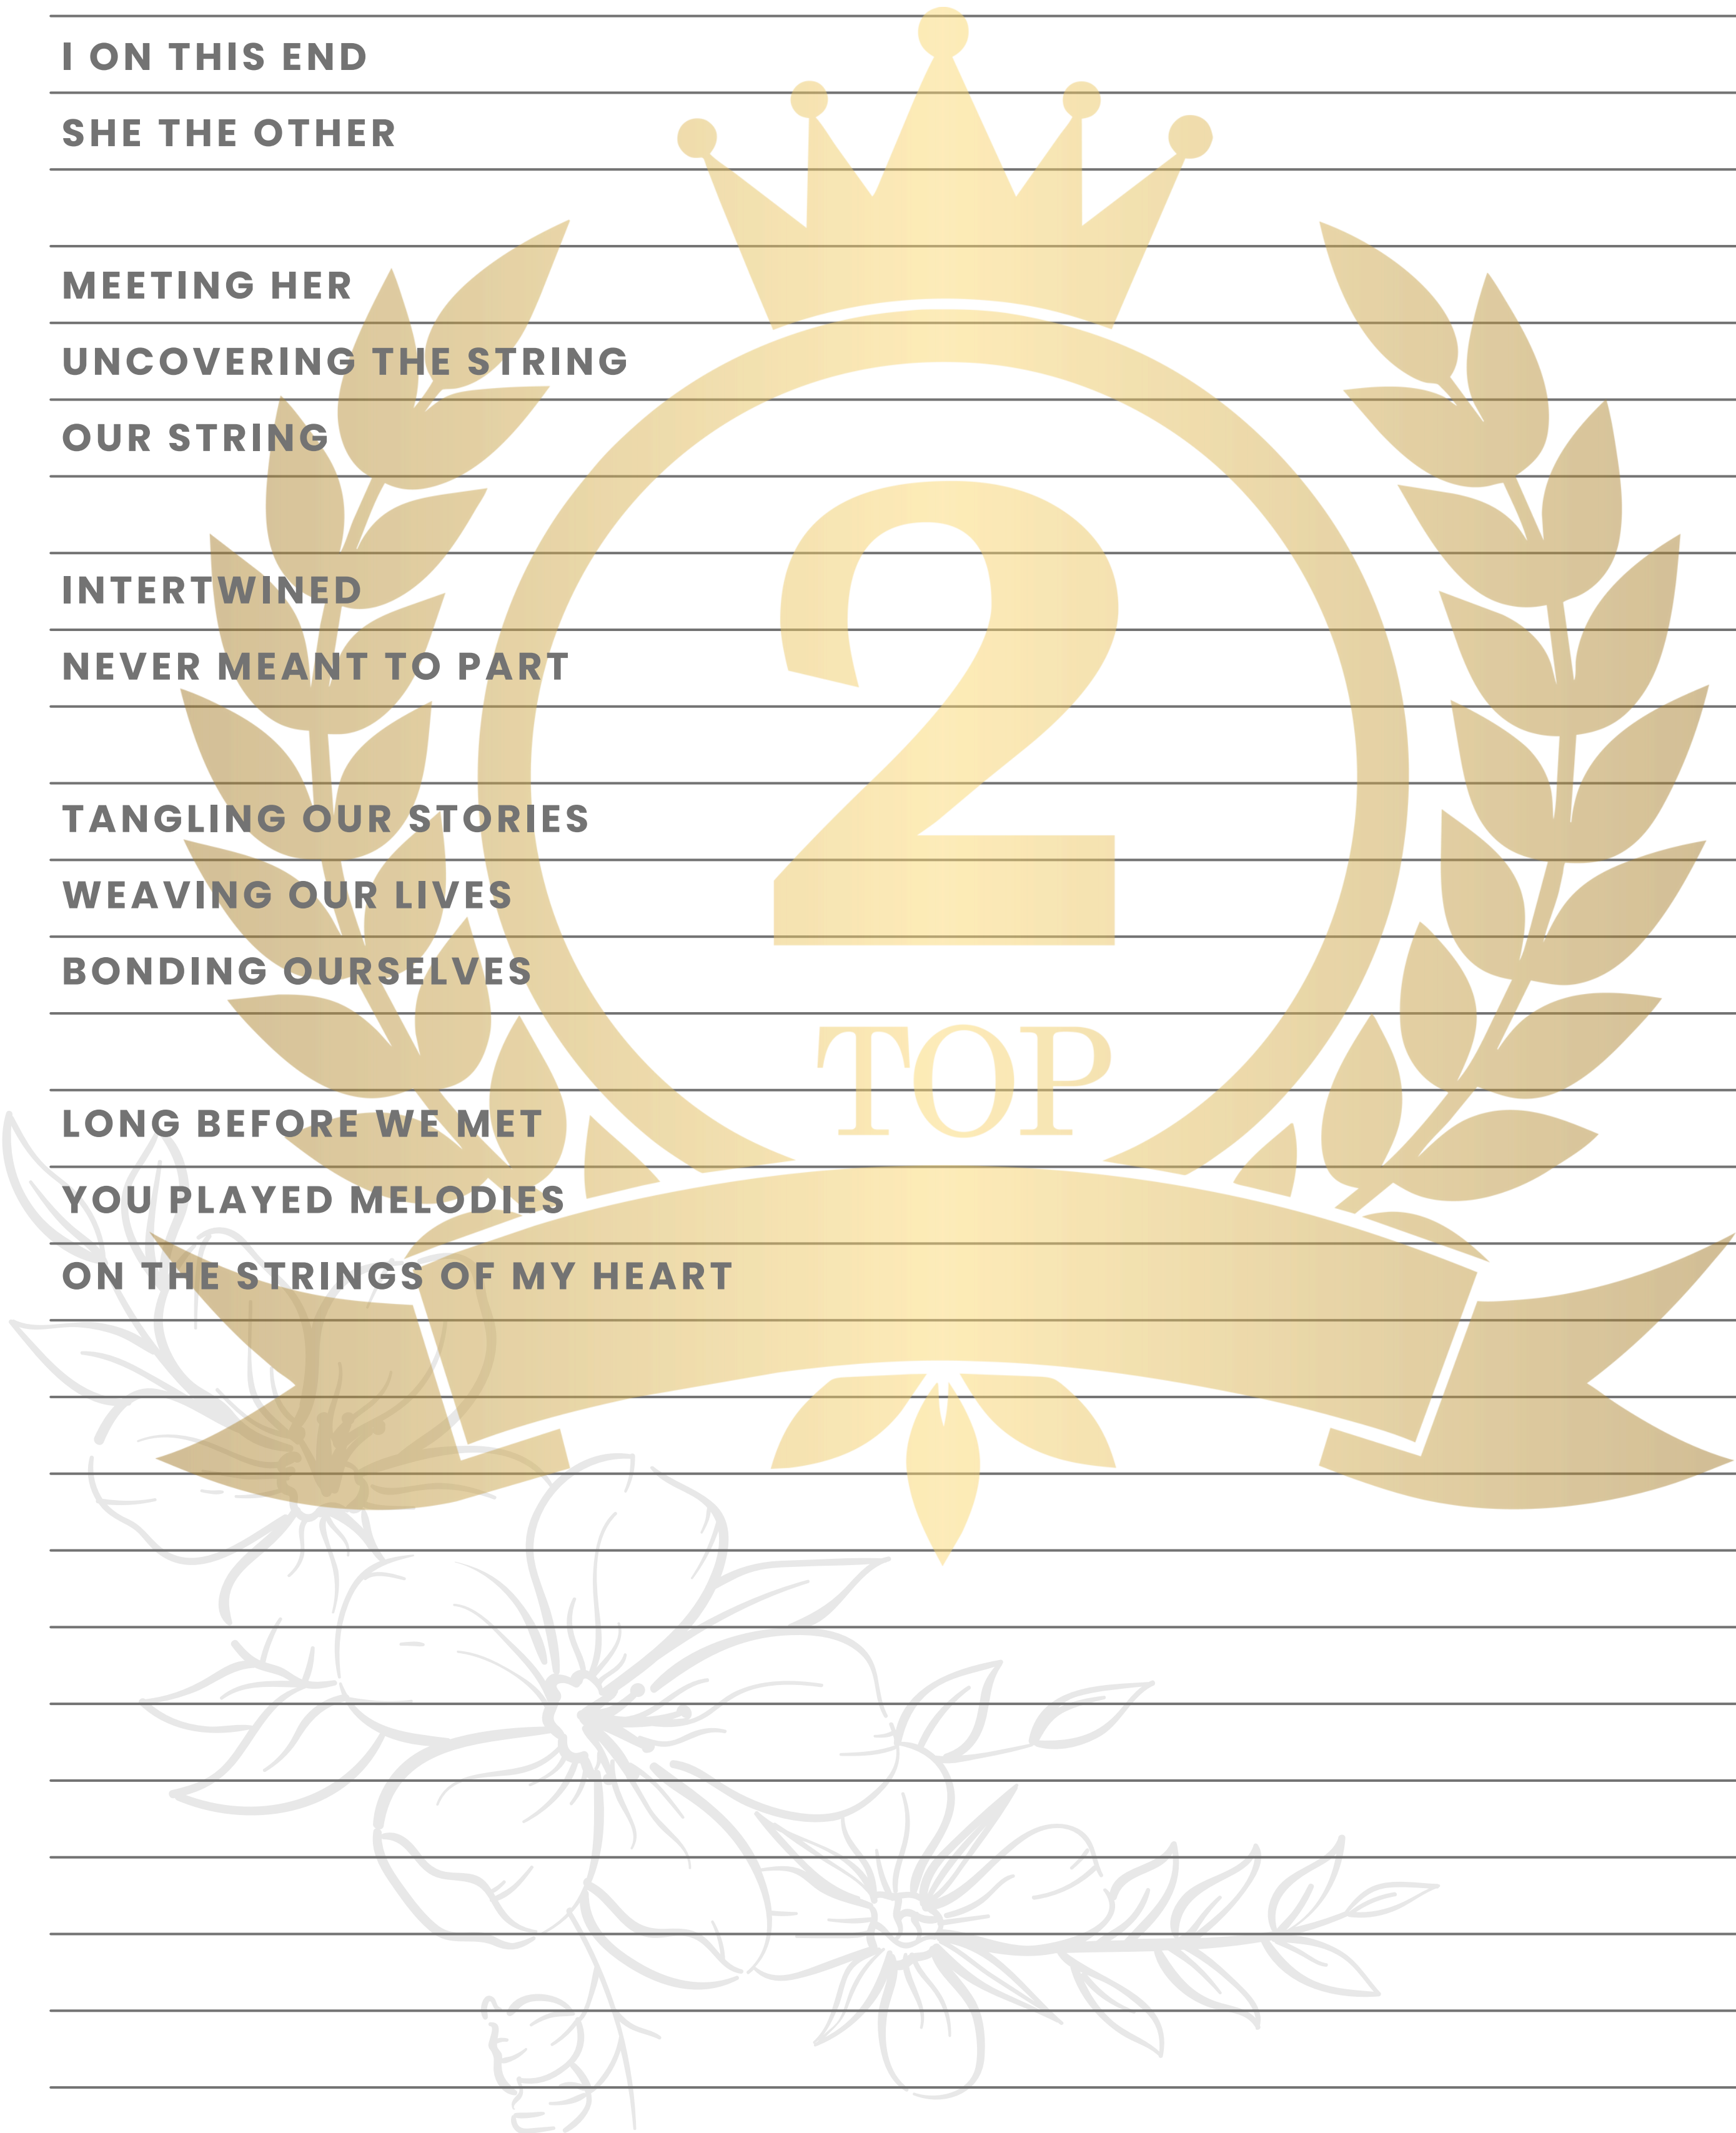 I ON THIS END
SHE THE OTHER
MEETING HER
UNCOVERING THE STRING
OUR STRING
INTERTWINED
NEVER MEANT TO PART
TANGLING OUR STORIES
WEAVING OUR LIVES
BONDING OURSELVES
LONG BEFORE WE MET
YOU PLAYED MELODIES
ON THE STRINGS OF MY HEART
2
TOP